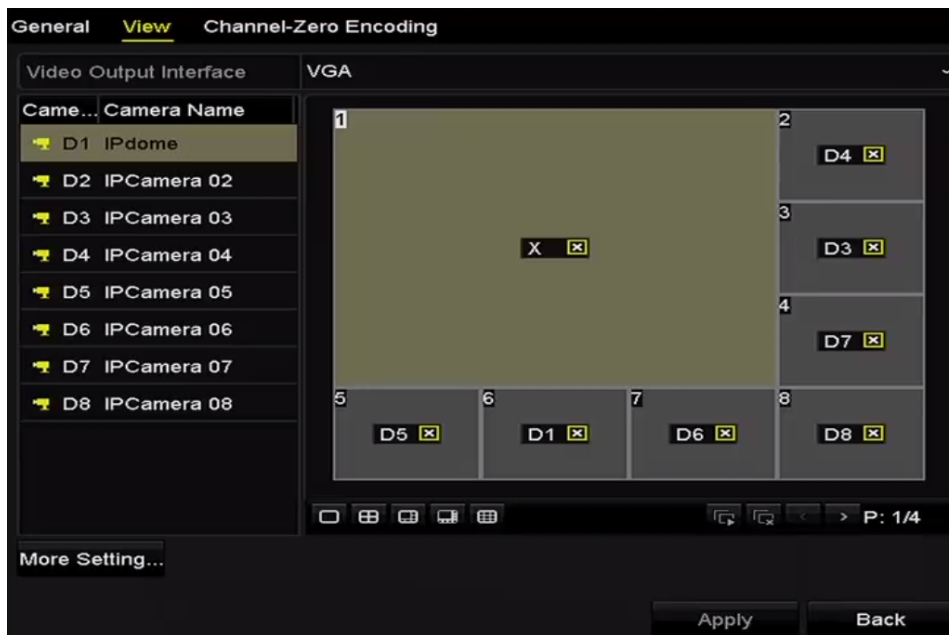 General View Channel-Zero Encoding
Video Output Interface VGA
Came... Camera Name
D1 IPdome
D2 IPCamera 02
D3 IPCamera 03
D4 IPCamera 04
D5 IPCamera 05
D6 IPCamera 06
D7 IPCamera 07
D8 IPCamera 08
1
X
2
D4
3
D3
4
D7
5
D5
6
D1
7
D6
8
D8
P: 1/4
More Setting...
Apply Back